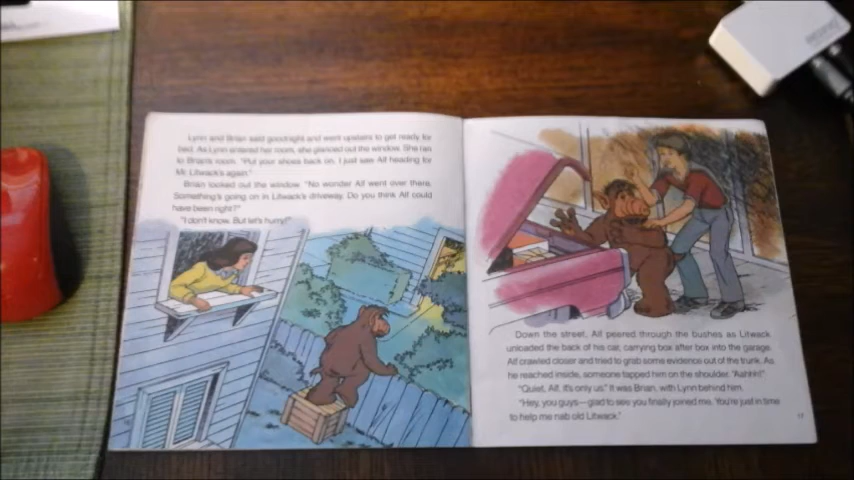 Lynn and Brian said goodnight and went upstairs to get ready for
bed. As Lynn entered her room, she glanced out the window. She ran
to Brian's room. "Put your shoes back on. I just saw Alf heading for
Mr. Litwack's again."
Brian looked out the window. "No wonder Alf went over there.
Something's going on in Litwack's driveway. Do you think Alf could
have been right?"
"I don't know. But let's hurry!"
Down the street, Alf peered through the bushes as Litwack
unloaded the back of his car, carrying box after box into the garage.
Alf crawled closer and tried to grab some evidence out of the trunk. As
he reached inside, someone tapped him on the shoulder. "Aahhh!"
"Quiet, Alf, it's only us." It was Brian, with Lynn behind him.
"Hey, you guys—glad to see you finally joined me. You're just in time
to help me nab old Litwack."
17